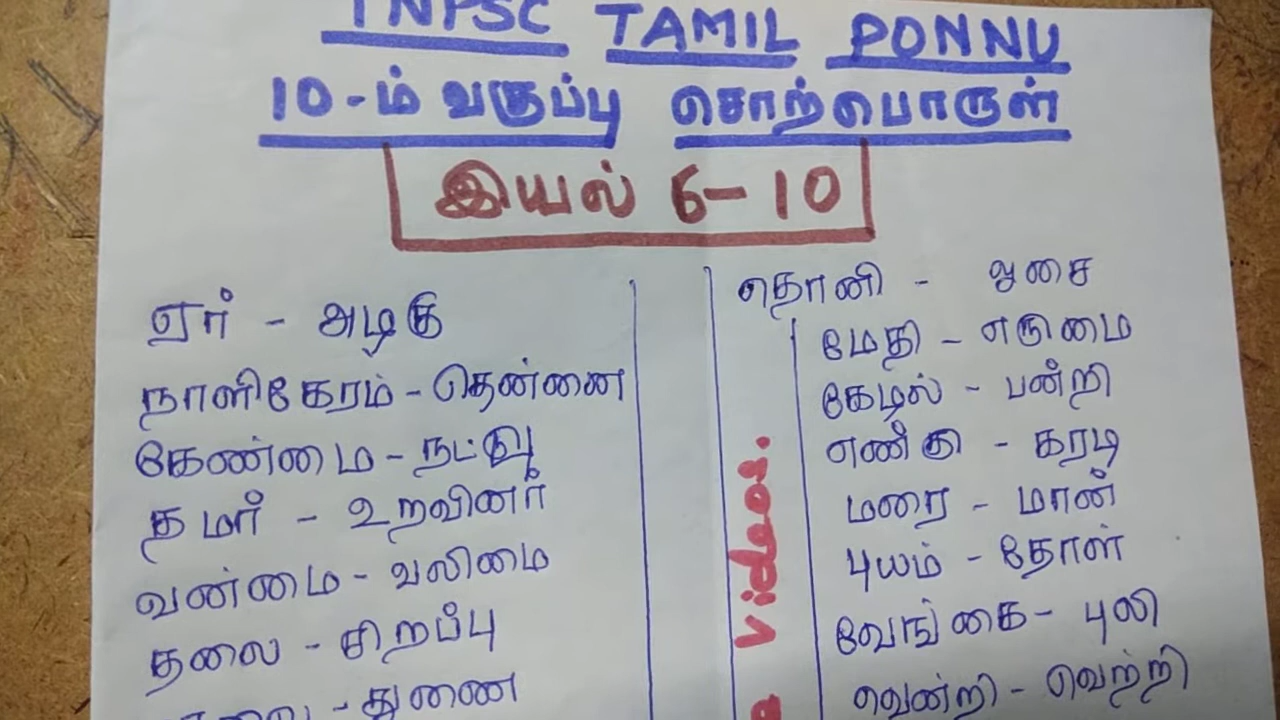 TNPSC TAMIL PONNU
10-ம் வகுப்பு சொற்பொருள்
இயல் 6-10
ஏர் - அழகு
நாளிகேரம் - தென்னை
கேண்மை - நட்வு
தமர் - உறவினர்
வண்மை - வலிமை
தலை - சிறப்பு
- துணை
Videos.
தொனி - ஓசை
மேதி - எருமை
கேழல் - பன்றி
எண்கு - கரடி
மரை - மான்
புயம் - தோள்
வேங்கை - புலி
வென்றி - வெற்றி